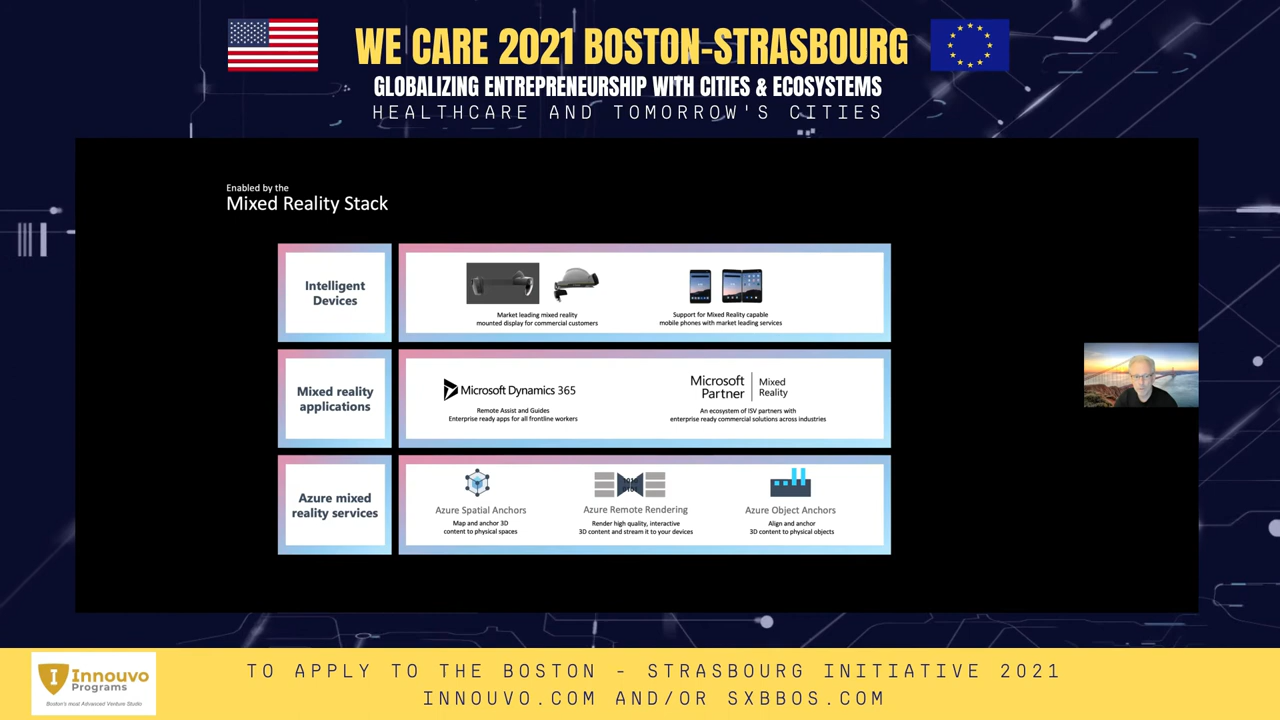 WE CARE 2021 BOSTON-STRASBOURG
GLOBALIZING ENTREPRENEURSHIP WITH CITIES & ECOSYSTEMS
HEALTHCARE AND TOMORROW'S CITIES
Enabled by the
Mixed Reality Stack
Intelligent
Devices
Market leading mixed reality
mounted display for commercial customers
Support for Mixed Reality capable
mobile phones with market leading services
Mixed reality
applications
Microsoft Dynamics 365
Remote Assist and Guides
Enterprise ready apps for all frontline workers
Microsoft
Partner
Mixed
Reality
An ecosystem of ISV partners with
enterprise ready commercial solutions across industries
Azure mixed
reality services
Azure Spatial Anchors
Map and anchor 3D
content to physical spaces
Azure Remote Rendering
Render high quality, interactive
3D content and stream it to your devices
Azure Object Anchors
Align and anchor
3D content to physical objects
I
Innouvo
Programs
Boston's most Advanced Venture Studio
TO APPLY TO THE BOSTON - STRASBOURG INITIATIVE 2021
INNOUVO.COM AND/OR SXBBOS.COM